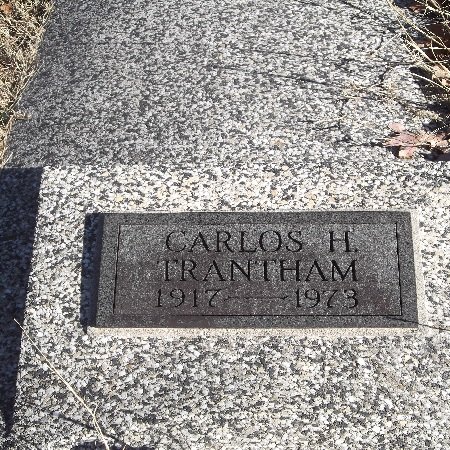 CARLOS H.
TRANTHAM
1917 — 1973